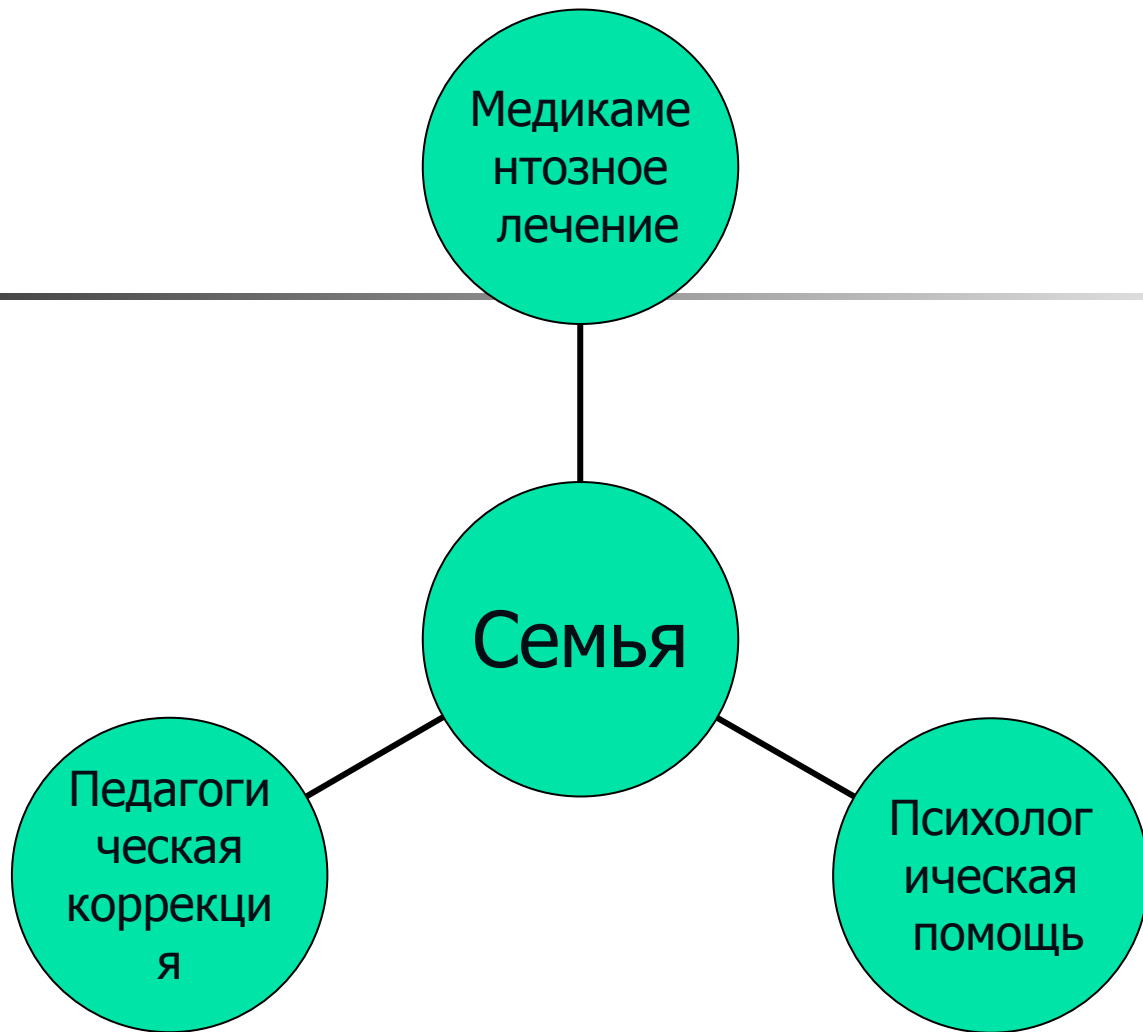 Медикаме
нтозное
лечение
Семья
Педагоги
ческая
коррекци
я
Психолог
ическая
помощь